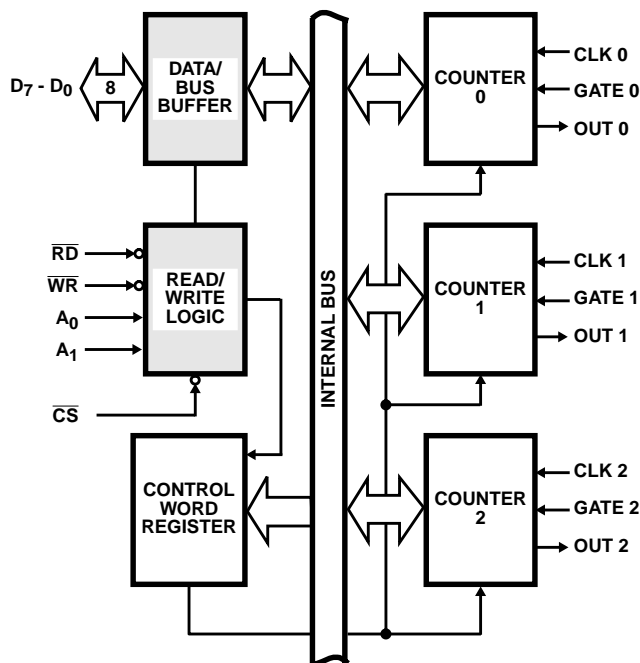 D7 - D0
8
DATA/
BUS
BUFFER
COUNTER
0
CLK 0
GATE 0
OUT 0
RD
WR
A0
A1
CS
READ/
WRITE
LOGIC
INTERNAL BUS
COUNTER
1
CLK 1
GATE 1
OUT 1
CONTROL
WORD
REGISTER
COUNTER
2
CLK 2
GATE 2
OUT 2